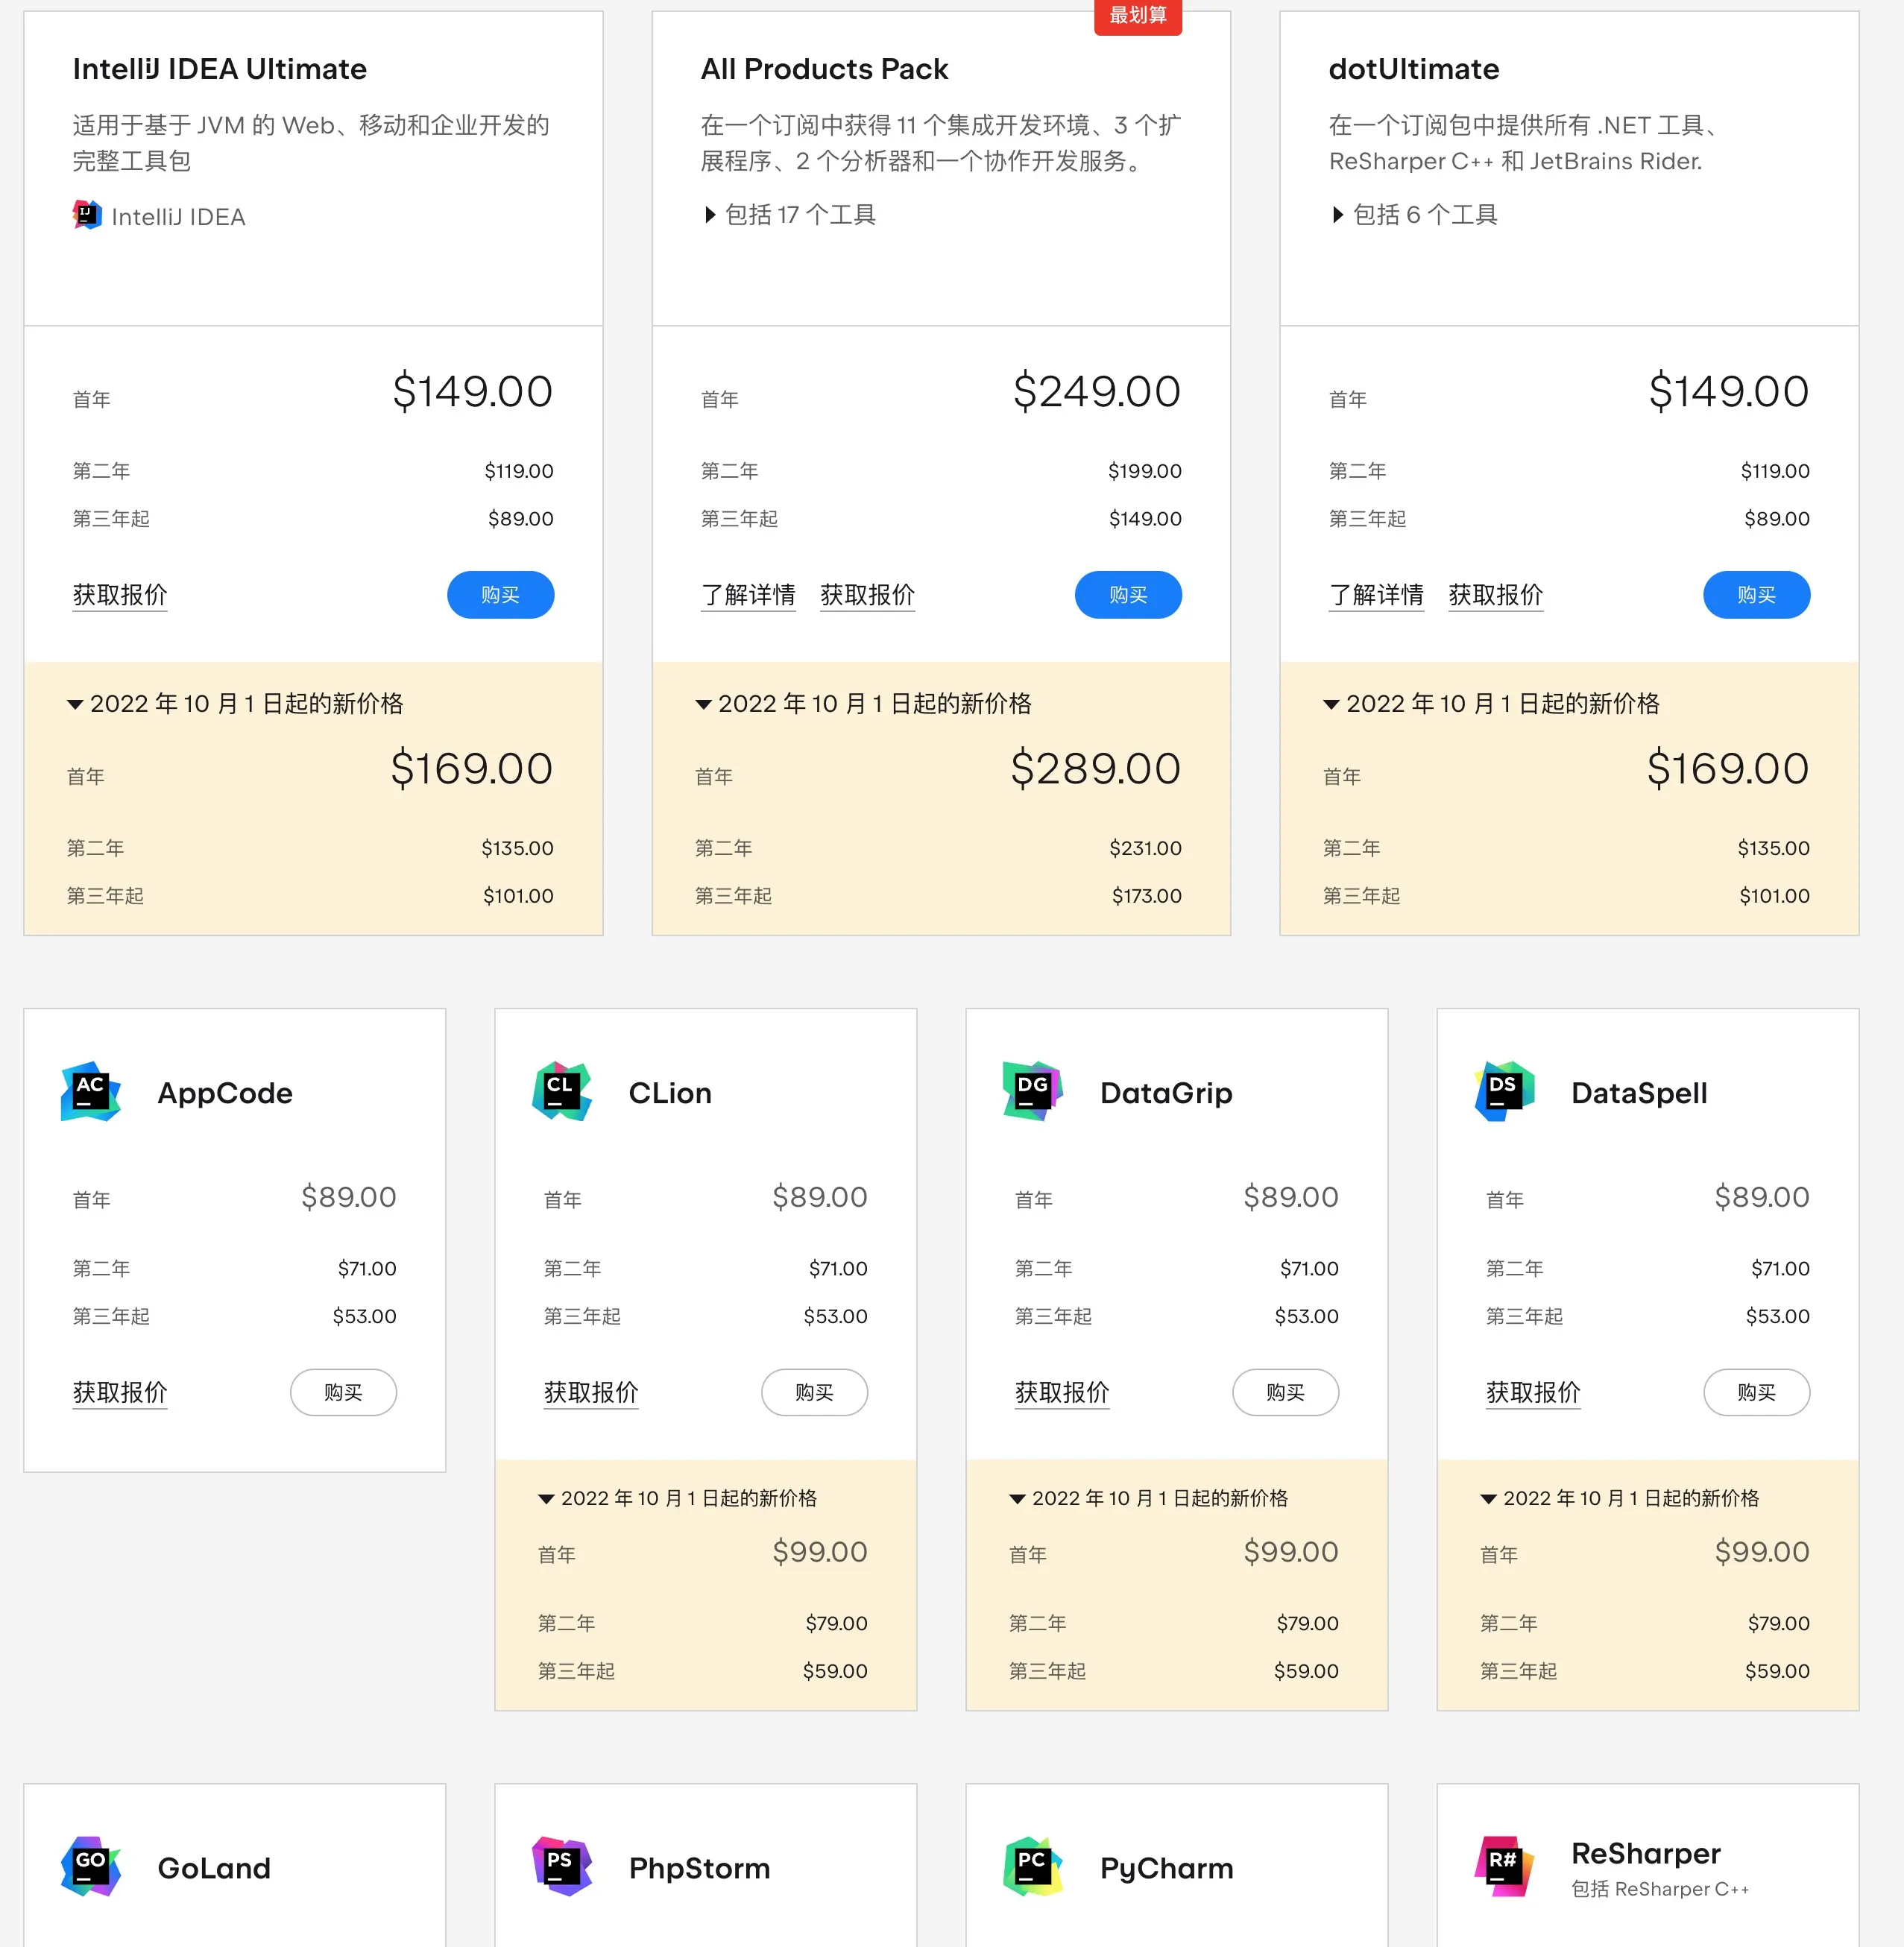 IntelliJ IDEA Ultimate
适用于基于 JVM 的 Web、移动和企业开发的
完整工具包
IJ
IntelliJ IDEA
首年 $149.00
第二年 $119.00
第三年起 $89.00
获取报价 购买
2022 年 10 月 1 日起的新价格
首年 $169.00
第二年 $135.00
第三年起 $101.00
最划算
All Products Pack
在一个订阅中获得 11 个集成开发环境、3 个扩
展程序、2 个分析器和一个协作开发服务。
包括 17 个工具
首年 $249.00
第二年 $199.00
第三年起 $149.00
了解详情 获取报价 购买
2022 年 10 月 1 日起的新价格
首年 $289.00
第二年 $231.00
第三年起 $173.00
dotUltimate
在一个订阅包中提供所有 .NET 工具、
ReSharper C++ 和 JetBrains Rider.
包括 6 个工具
首年 $149.00
第二年 $119.00
第三年起 $89.00
了解详情 获取报价 购买
2022 年 10 月 1 日起的新价格
首年 $169.00
第二年 $135.00
第三年起 $101.00
AC
AppCode
首年 $89.00
第二年 $71.00
第三年起 $53.00
获取报价 购买
CL
CLion
首年 $89.00
第二年 $71.00
第三年起 $53.00
获取报价 购买
2022 年 10 月 1 日起的新价格
首年 $99.00
第二年 $79.00
第三年起 $59.00
DG
DataGrip
首年 $89.00
第二年 $71.00
第三年起 $53.00
获取报价 购买
2022 年 10 月 1 日起的新价格
首年 $99.00
第二年 $79.00
第三年起 $59.00
DS
DataSpell
首年 $89.00
第二年 $71.00
第三年起 $53.00
获取报价 购买
2022 年 10 月 1 日起的新价格
首年 $99.00
第二年 $79.00
第三年起 $59.00
GO
GoLand
PS
PhpStorm
PC
PyCharm
R#
ReSharper
包括 ReSharper C++